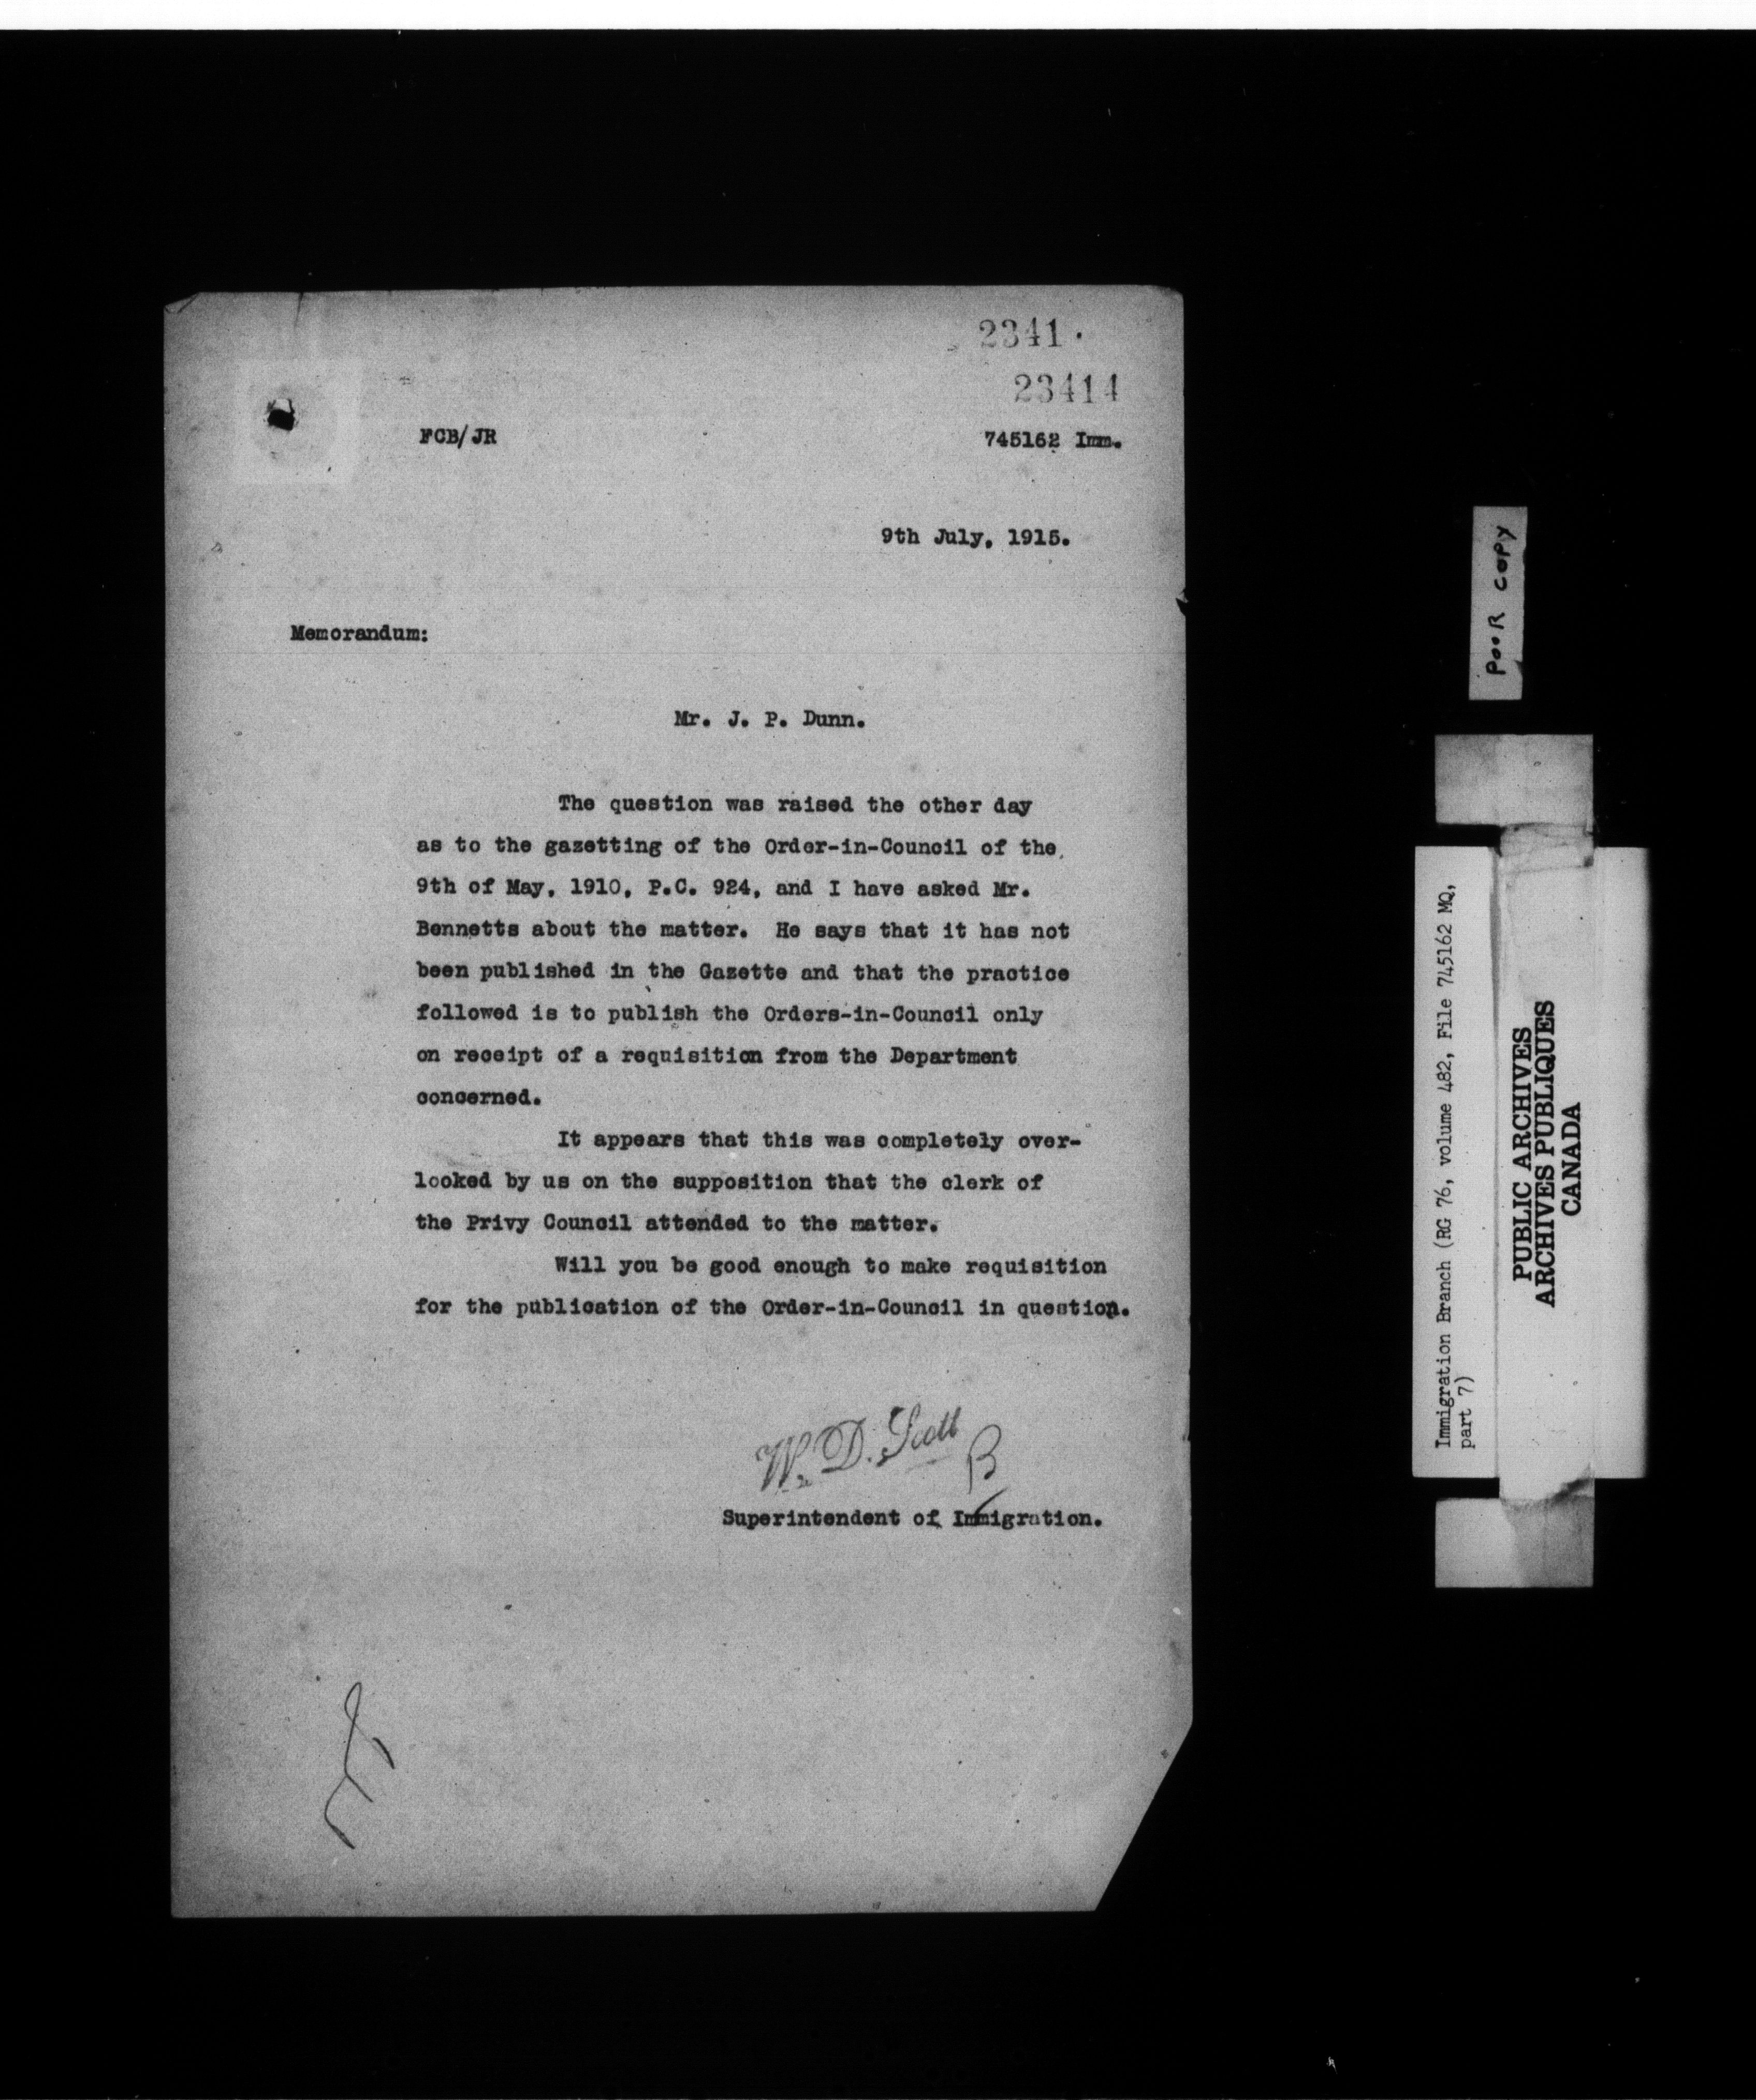 2341
23414
FCB/JR
745162 Imm.
9th July, 1915.
Memorandum:
Mr. J. P. Dunn.
The question was raised the other day
as to the gazetting of the Order-in-Council of the
9th of May, 1910, P.C. 924, and I have asked Mr.
Bennetts about the matter. He says that it has not
been published in the Gazette and that the practice
followed is to publish the Orders-in-Council only
on receipt of a requisition from the Department
concerned.
It appears that this was completely over-
looked by us on the supposition that the clerk of
the Privy Council attended to the matter.
Will you be good enough to make requisition
for the publication of the Order-in-Council in question.
W. D. Scott
B
Superintendent of Immigration.
POOR COPY
Immigration Branch (RG 76, volume 482, File 745162 MQ,
part 7)
PUBLIC ARCHIVES
ARCHIVES PUBLIQUES
CANADA